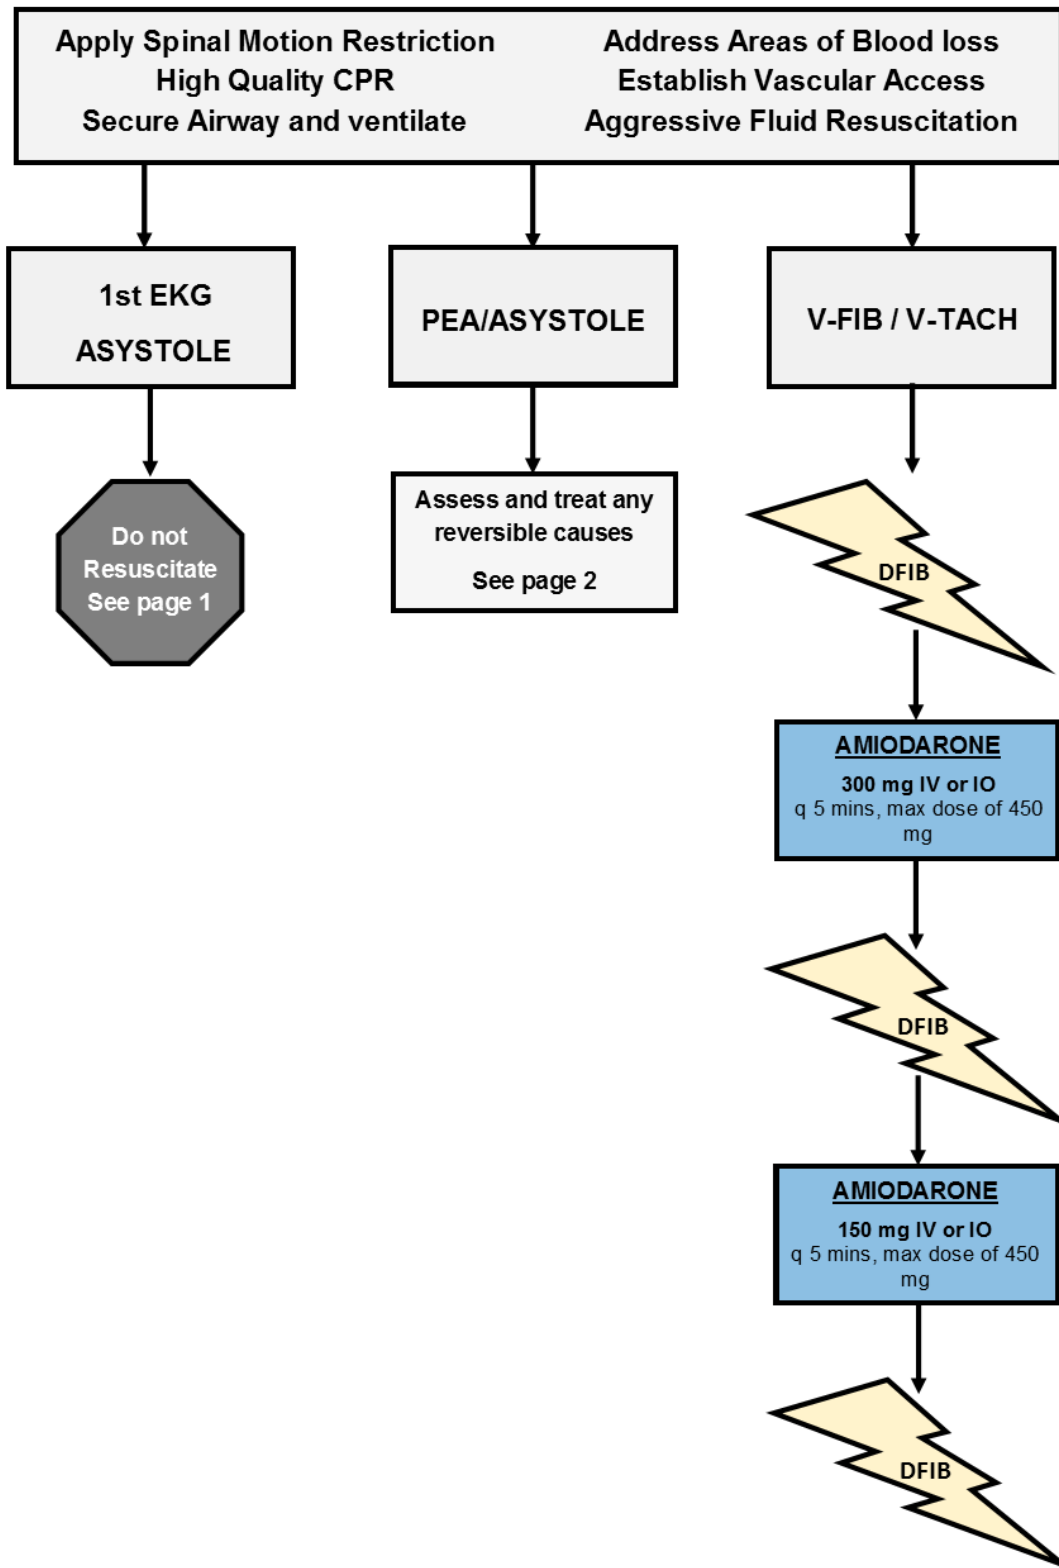 Apply Spinal Motion Restriction
High Quality CPR
Secure Airway and ventilate
Address Areas of Blood loss
Establish Vascular Access
Aggressive Fluid Resuscitation
1st EKG
ASYSTOLE
PEA/ASYSTOLE
V-FIB / V-TACH
Do not
Resuscitate
See page 1
Assess and treat any
reversible causes
See page 2
DFIB
AMIODARONE
300 mg IV or IO
q 5 mins, max dose of 450
mg
DFIB
AMIODARONE
150 mg IV or IO
q 5 mins, max dose of 450
mg
DFIB